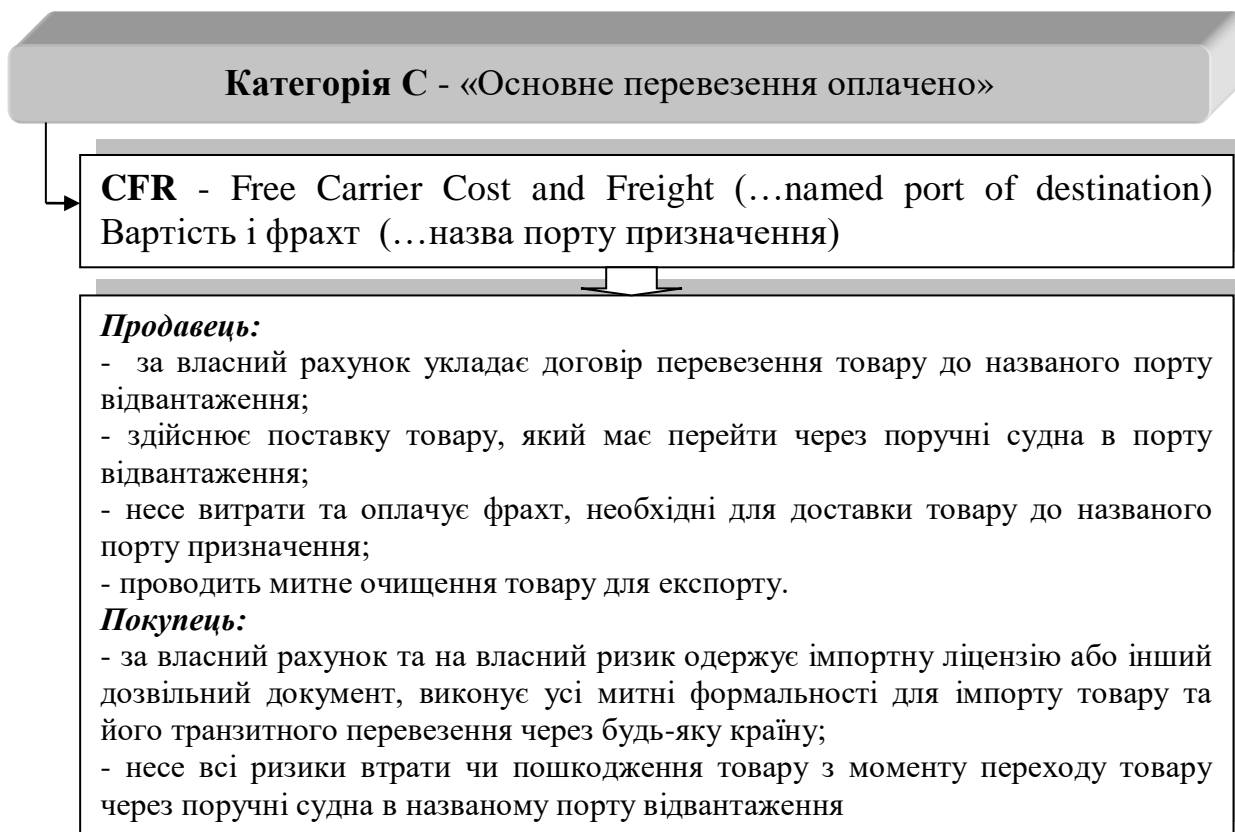 Категорія С - «Основне перевезення оплачено»
CFR - Free Carrier Cost and Freight (…named port of destination)
Вартість і фрахт (…назва порту призначення)
Продавець:
- за власний рахунок укладає договір перевезення товару до названого порту
відвантаження;
- здійснює поставку товару, який має перейти через поручні судна в порту
відвантаження;
- несе витрати та оплачує фрахт, необхідні для доставки товару до названого
порту призначення;
- проводить митне очищення товару для експорту.
Покупець:
- за власний рахунок та на власний ризик одержує імпортну ліцензію або інший
дозвільний документ, виконує усі митні формальності для імпорту товару та
його транзитного перевезення через будь-яку країну;
- несе всі ризики втрати чи пошкодження товару з моменту переходу товару
через поручні судна в названому порту відвантаження